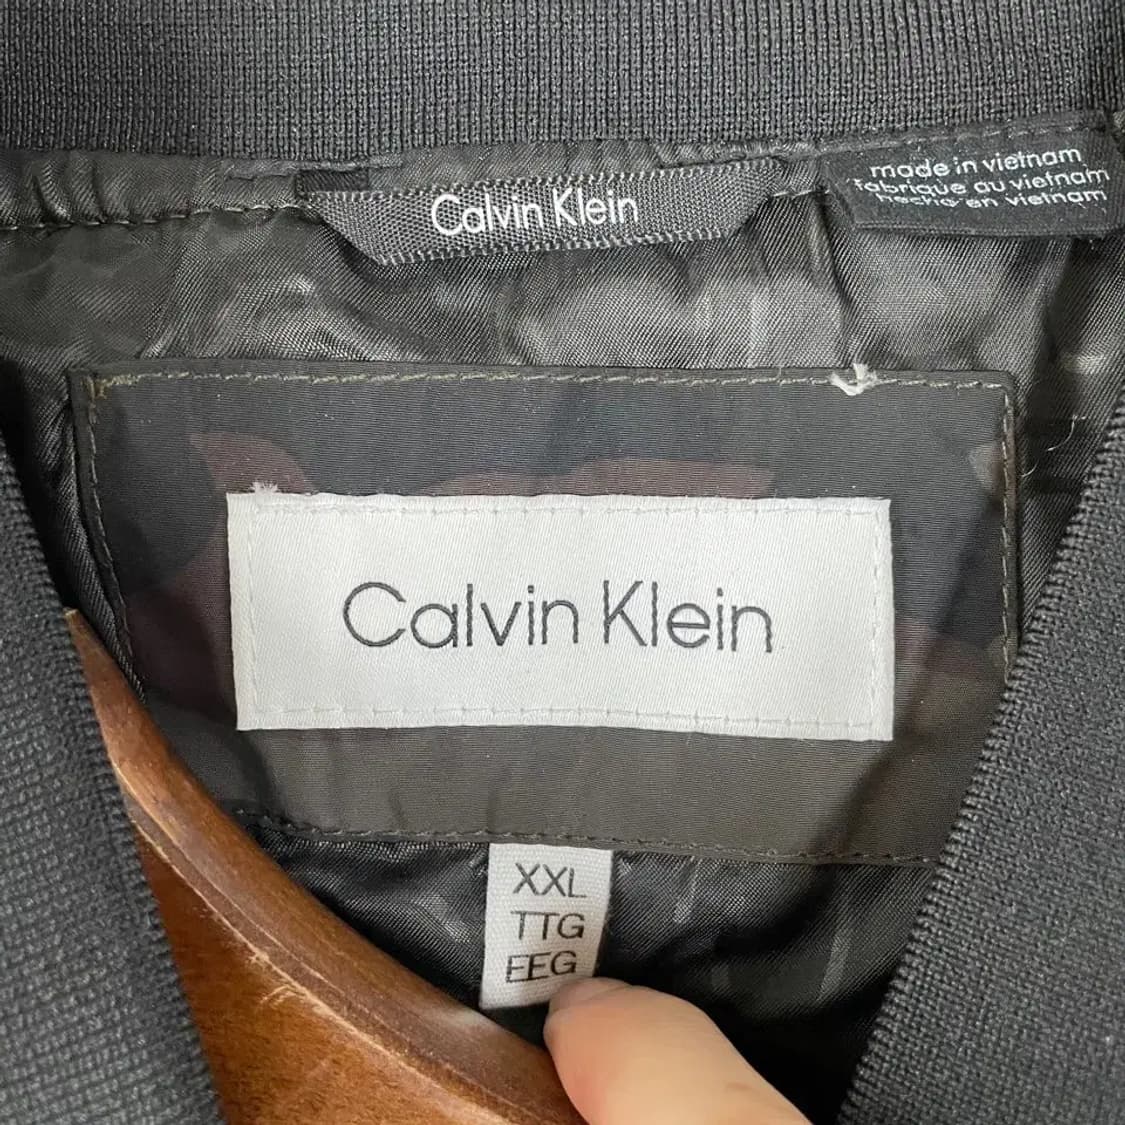 Calvin Klein
made in vietnam
fabriqué au vietnam
hecho en vietnam
Calvin Klein
XXL
TTG
EEG